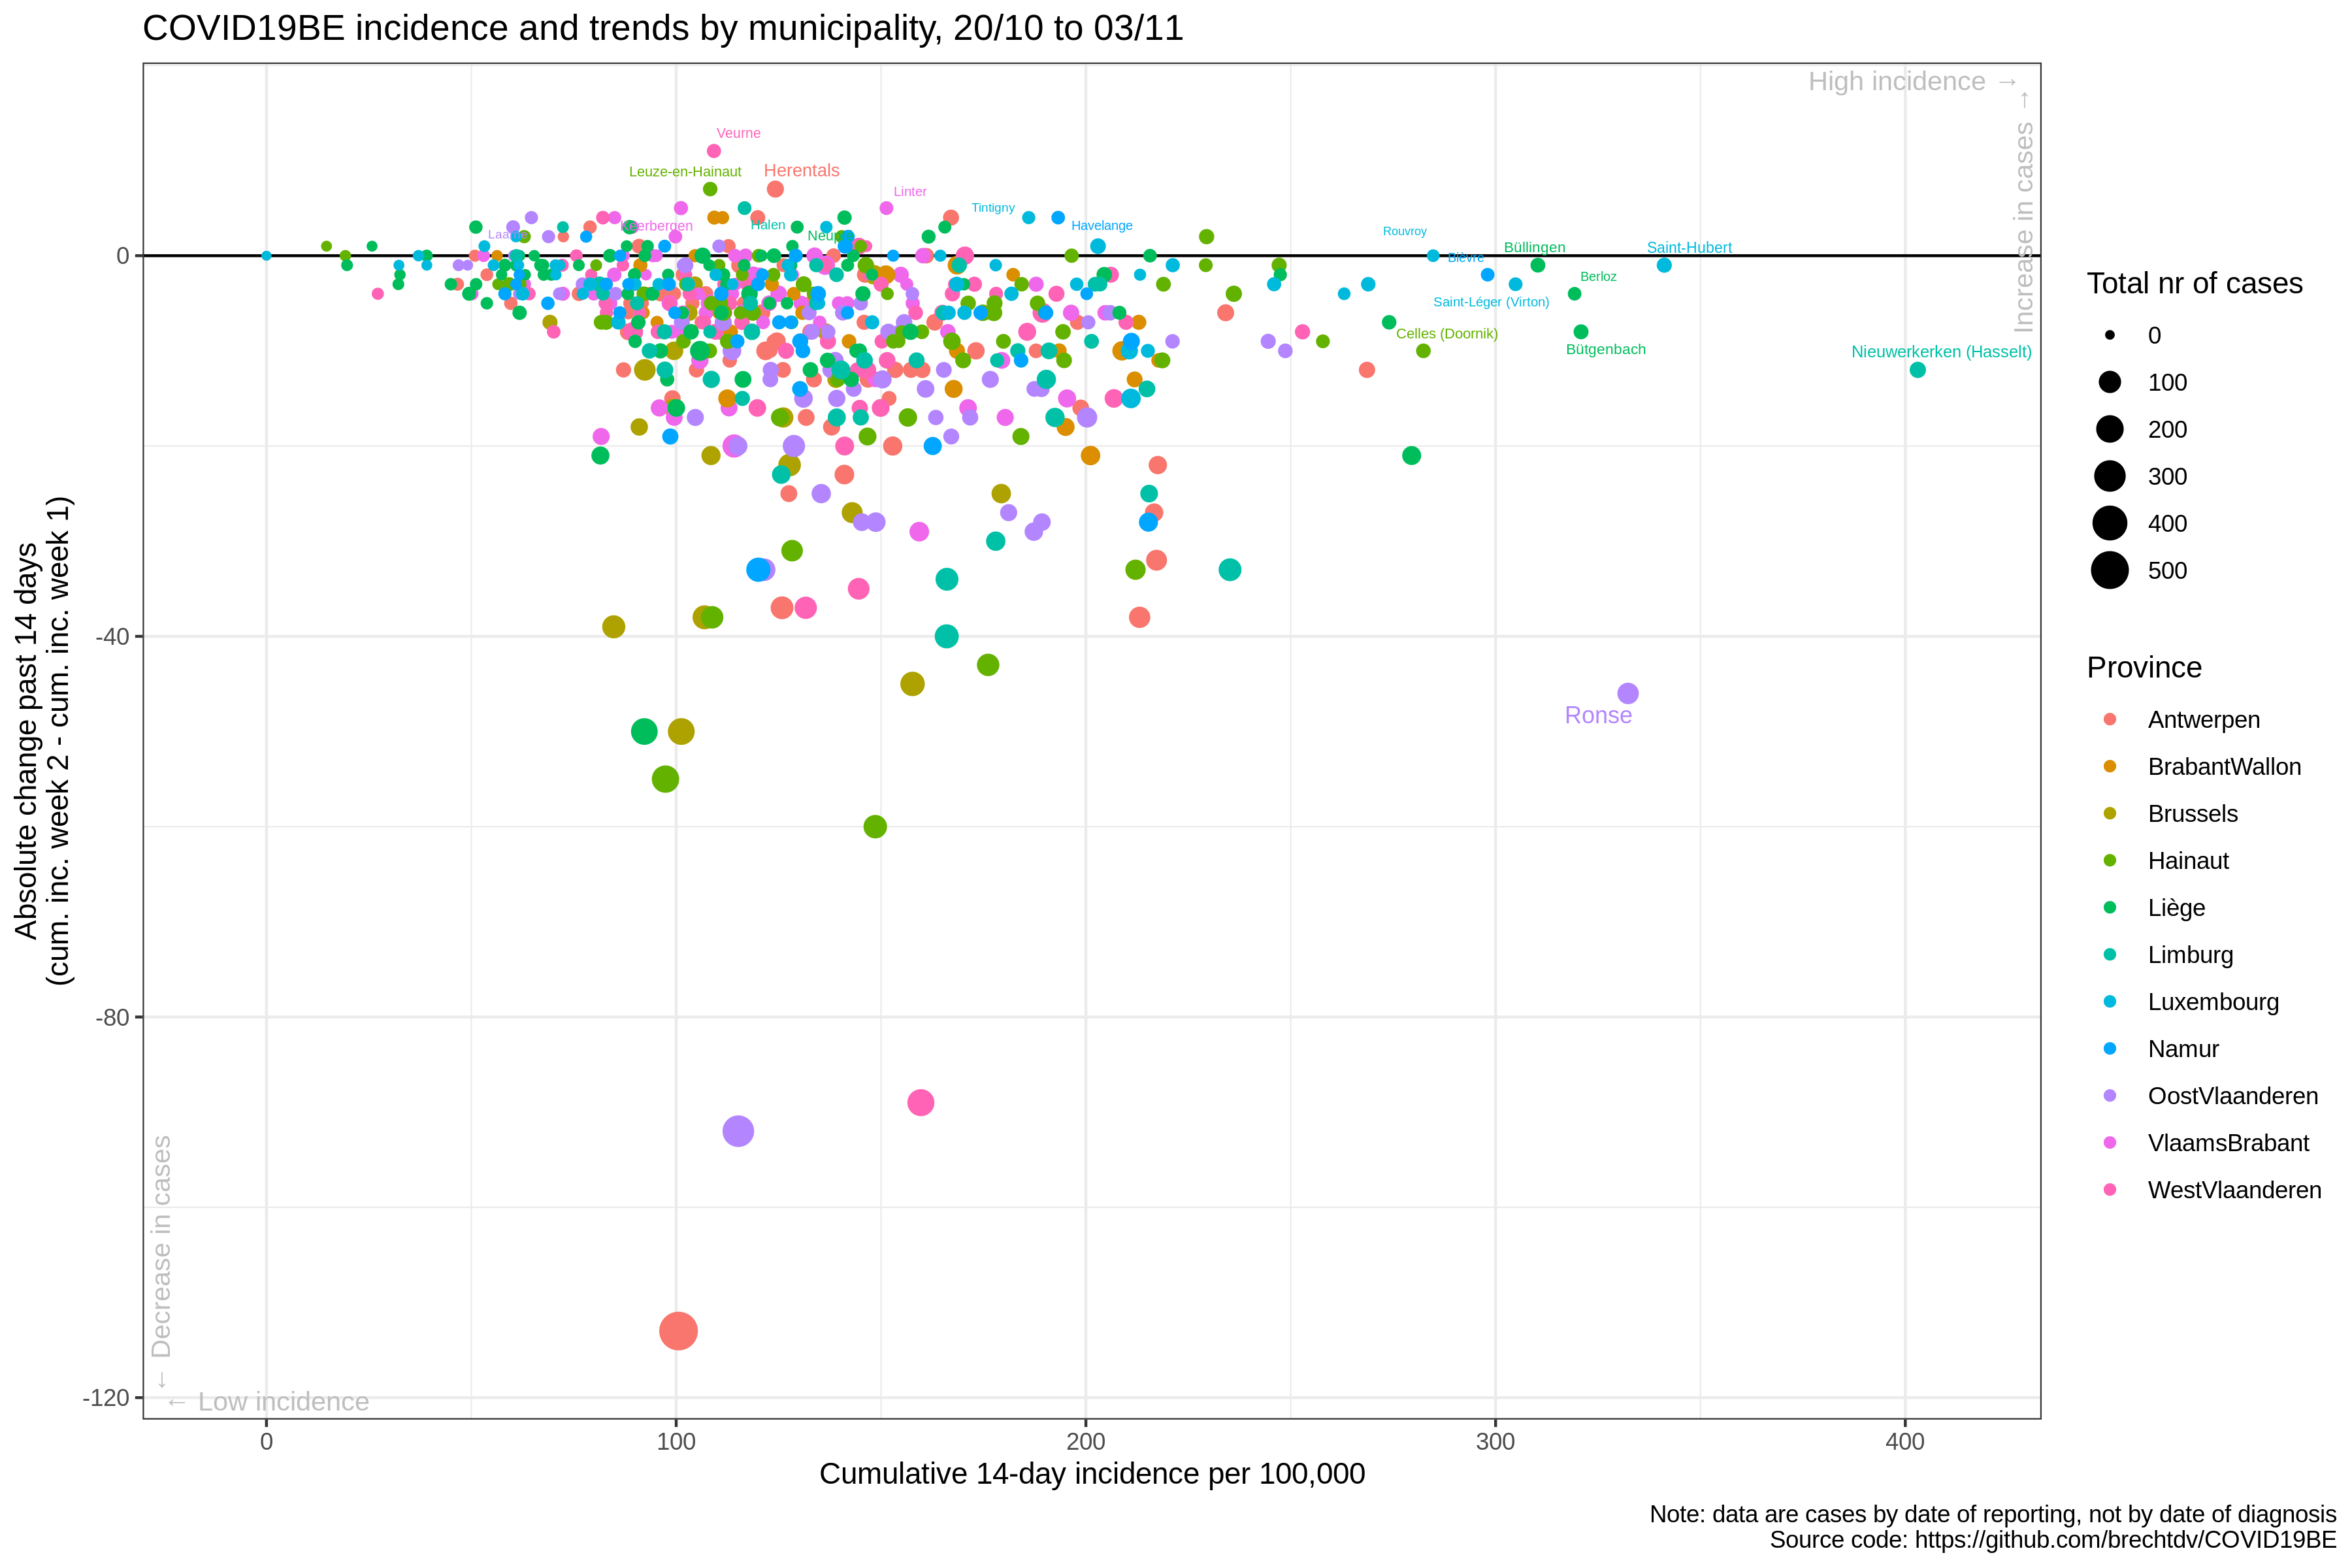 COVID19BE incidence and trends by municipality, 20/10 to 03/11
High incidence →
Increase in cases →
Veurne
Leuze-en-Hainaut
Herentals
Linter
Tintigny
Havelange
Keerbergen
Halen
Rouvroy
Büllingen
Saint-Hubert
Bièvre
Berloz
Saint-Léger (Virton)
Celles (Doornik)
Bütgenbach
Nieuwkerken (Hasselt)
Ronse
0
-40
-80
-120
Absolute change past 14 days
(cum. inc. week 2 - cum. inc. week 1)
← Decrease in cases
← Low incidence
0
100
200
300
400
Cumulative 14-day incidence per 100,000
Total nr of cases
0
100
200
300
400
500
Province
Antwerpen
BrabantWallon
Brussels
Hainaut
Liège
Limburg
Luxembourg
Namur
OostVlaanderen
VlaamsBrabant
WestVlaanderen
Note: data are cases by date of reporting, not by date of diagnosis
Source code: https://github.com/brechtdv/COVID19BE